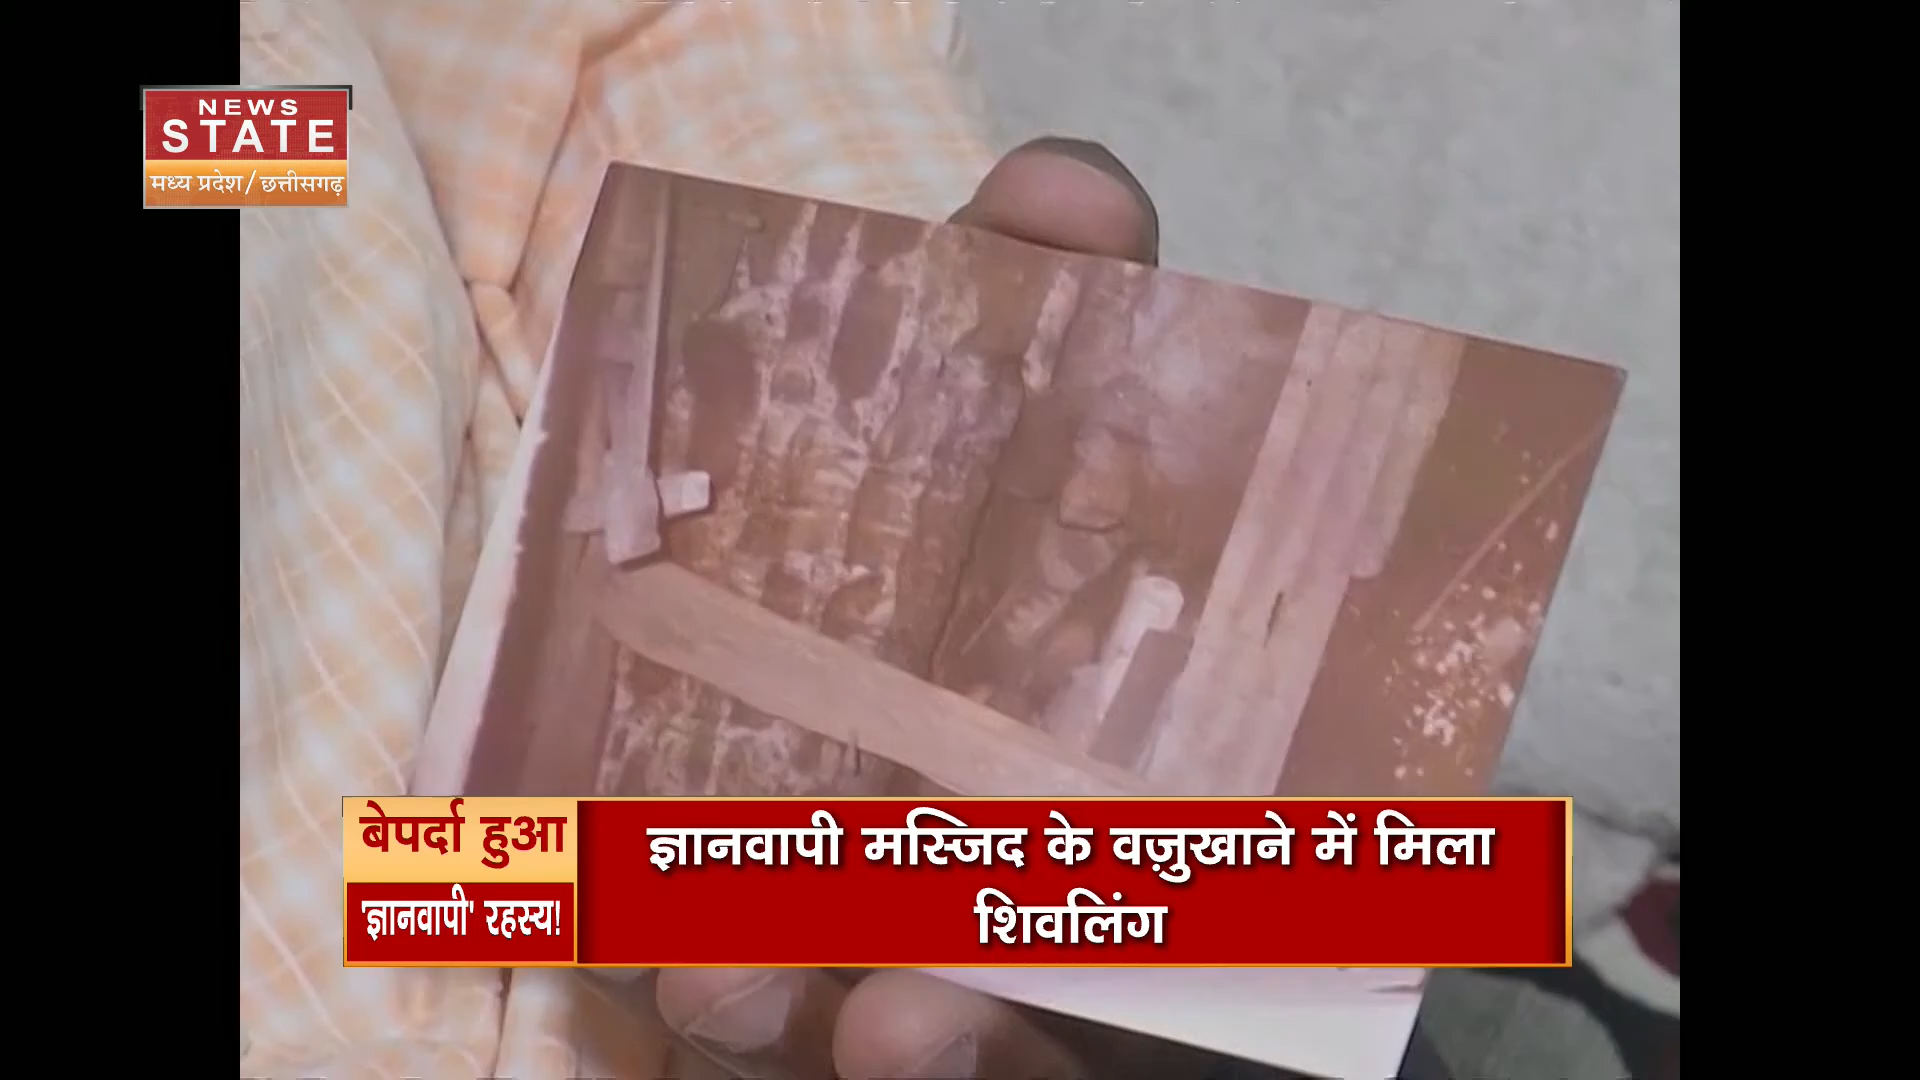 NEWS
STATE
मध्य प्रदेश/छत्तीसगढ़
बेपर्दा हुआ
'ज्ञानवापी' रहस्य!
ज्ञानवापी मस्जिद के वज़ुखाने में मिला
शिवलिंग